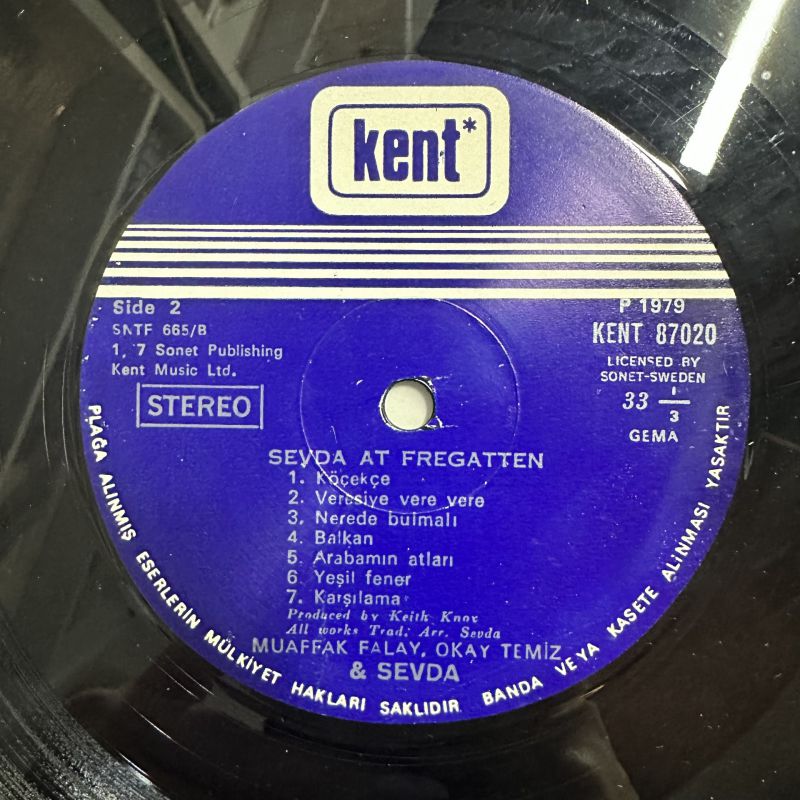 kent*
Side 2
SNTF 665/B
1, 7 Sonet Publishing
Kent Music Ltd.
STEREO
P 1979
KENT 87020
LICENSED BY
SONET-SWEDEN
33 1/3
GEMA
SEVDA AT FREGATTEN
1. Köçekçe
2. Veresiye vere vere
3. Nerede bulmalı
4. Balkan
5. Arabamın atları
6. Yeşil fener
7. Karşılama
Produced by Keith Knox
All works Trad. Arr. Sevda
MUAFFAK FALAY, OKAY TEMİZ
& SEVDA
PLAĞA ALINMIŞ ESERLERİN MÜLKİYET HAKLARI SAKLIDIR BANDA VEYA KASETE ALINMASI YASAKTIR